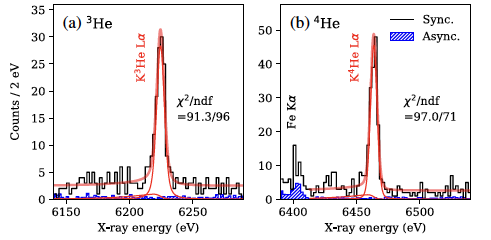 (a) ³He
K³He Lα
χ²/ndf
=91.3/96
Counts / 2 eV
35
30
25
20
15
10
5
0
6150
6200
6250
X-ray energy (eV)
(b) ⁴He
Sync.
Async.
K⁴He Lα
Fe Kα
χ²/ndf
=97.0/71
50
40
30
20
10
0
6400
6450
6500
X-ray energy (eV)